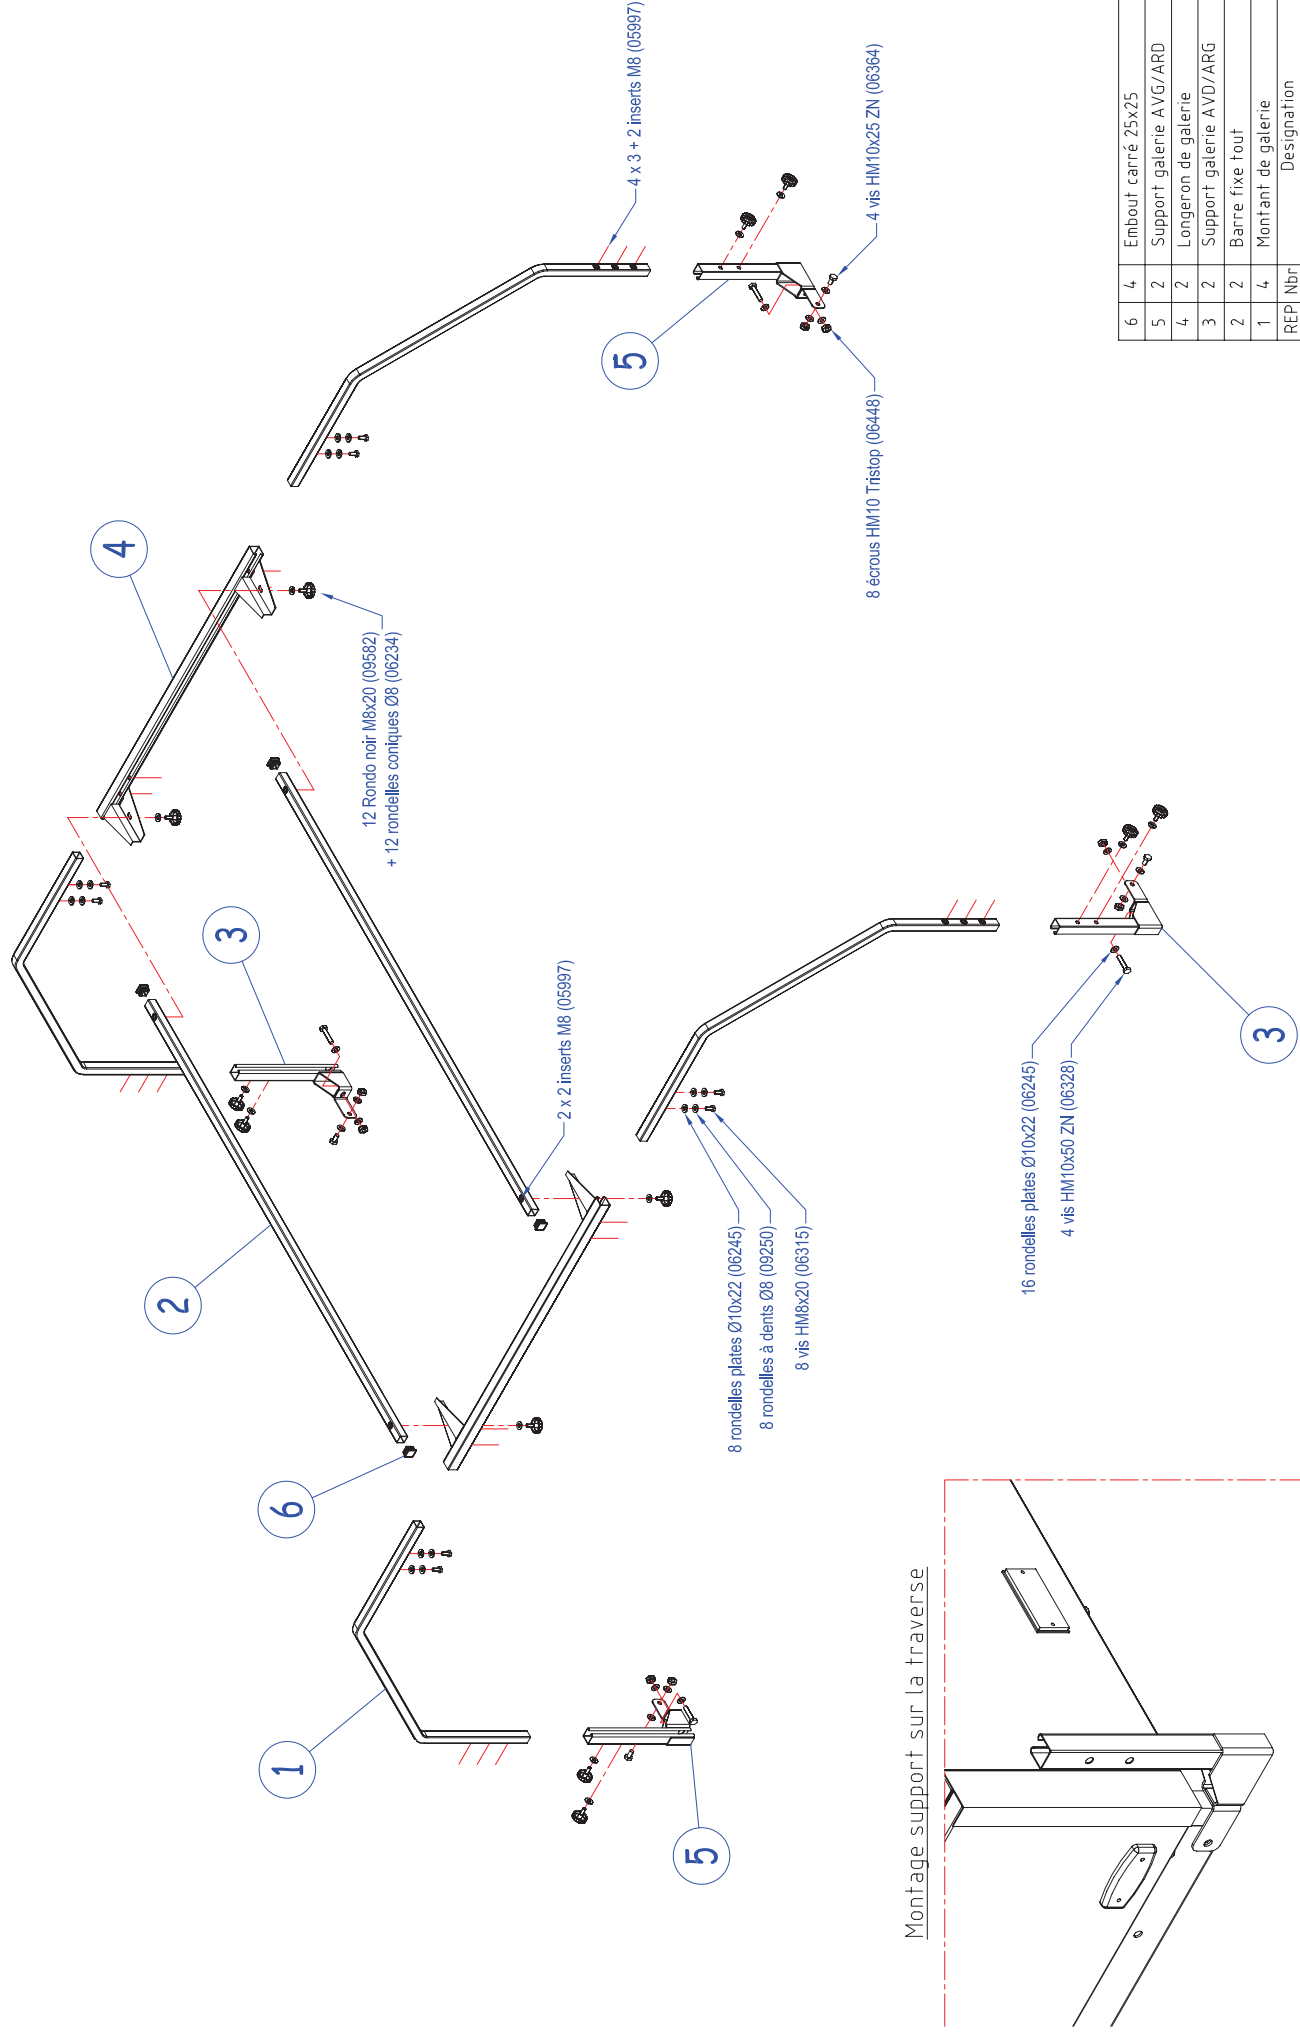 4 x 3 + 2 inserts M8 (05997)
4 vis HM10x25 ZN (06364)
5
8 écrous HM10 Tristop (06448)
4
12 Rondo noir M8x20 (09582)
+ 12 rondelles coniques Ø8 (06234)
3
2 x 2 inserts M8 (05997)
2
6
1
5
8 rondelles plates Ø10x22 (06245)
8 rondelles à dents Ø8 (09250)
8 vis HM8x20 (06315)
16 rondelles plates Ø10x22 (06245)
4 vis HM10x50 ZN (06328)
3
Montage support sur la traverse
6 4 Embout carré 25x25
5 2 Support galerie AVG/ARD
4 2 Longeron de galerie
3 2 Support galerie AVD/ARG
2 2 Barre fixe tout
1 4 Montant de galerie
REP Nbr Designation